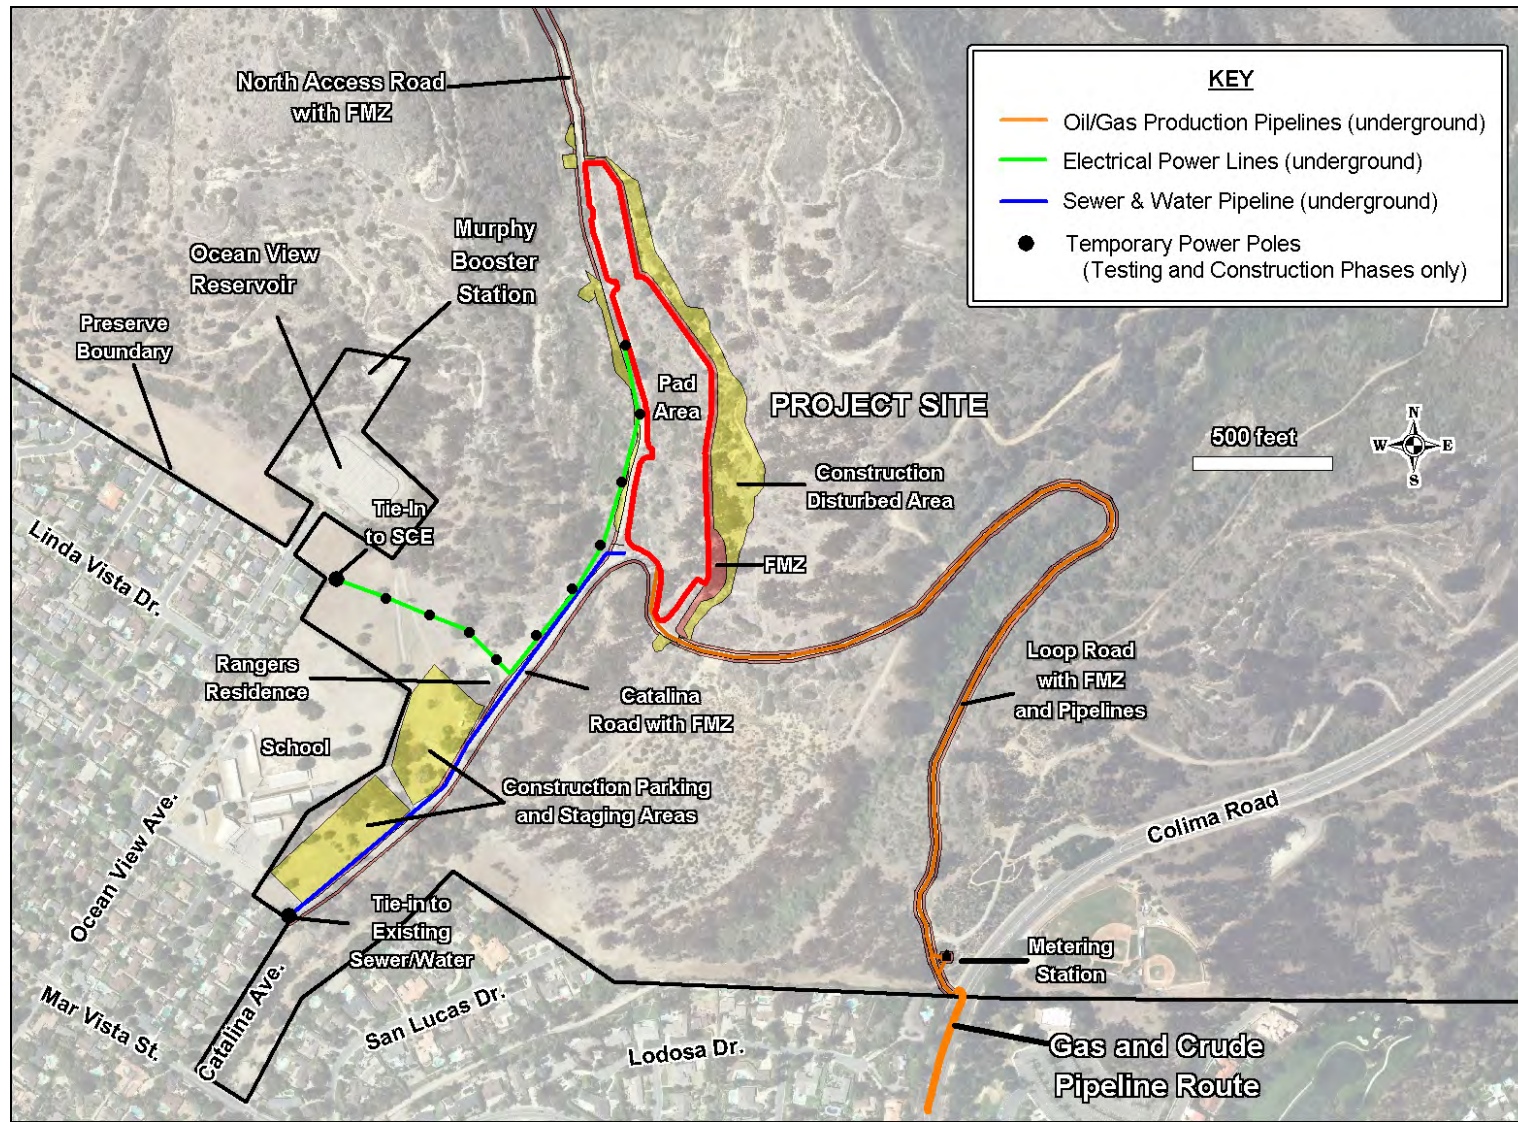 North Access Road
with FMZ
KEY
Oil/Gas Production Pipelines (underground)
Electrical Power Lines (underground)
Sewer & Water Pipeline (underground)
Temporary Power Poles
(Testing and Construction Phases only)
Murphy
Booster
Station
Ocean View
Reservoir
Preserve
Boundary
Pad
Area
PROJECT SITE
500 feet
N
W
E
S
Construction
Disturbed Area
Tie-In
to SCE
FMZ
Linda Vista Dr.
Rangers
Residence
Catalina
Road with FMZ
Loop Road
with FMZ
and Pipelines
School
Construction Parking
and Staging Areas
Colima Road
Ocean View Ave.
Tie-in to
Existing
Sewer/Water
Metering
Station
Mar Vista St.
Catalina Ave.
San Lucas Dr.
Lodosa Dr.
Gas and Crude
Pipeline Route